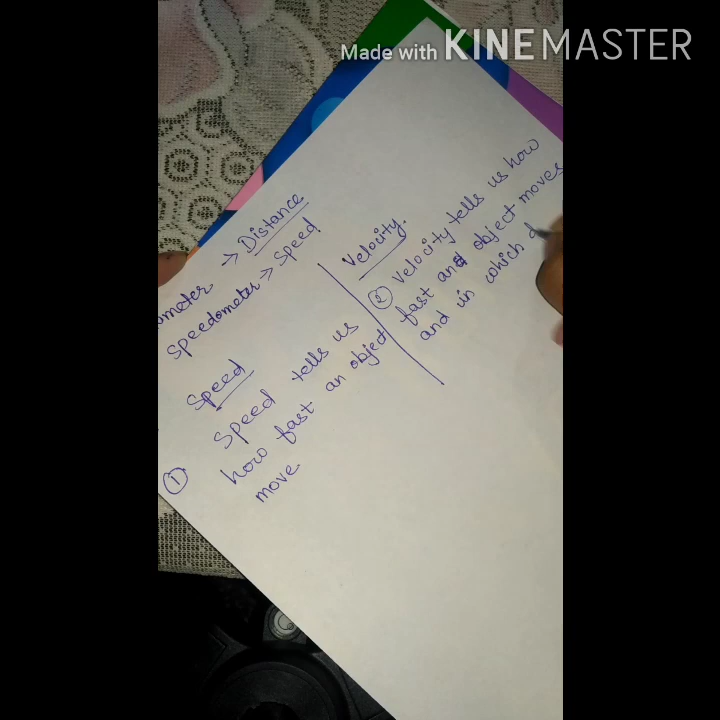 Made with KINEMASTER
ometer -> Distance
speedometer -> Speed
Speed
① Speed tells us
how fast an object
move.
Velocity.
② Velocity tells us how
fast an object moves
and in which d